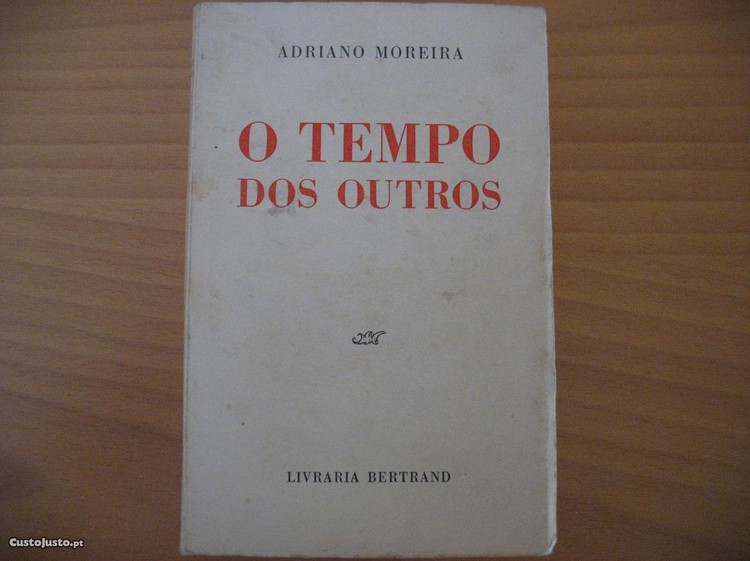 ADRIANO MOREIRA
O TEMPO
DOS OUTROS
LIVRARIA BERTRAND
CustoJusto.pt